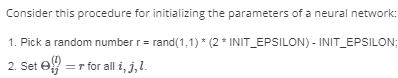 Consider this procedure for initializing the parameters of a neural network:
1. Pick a random number r = rand(1,1) * (2 * INIT_EPSILON) - INIT_EPSILON;
2. Set Θ_{ij}^{(l)} = r for all i, j, l.